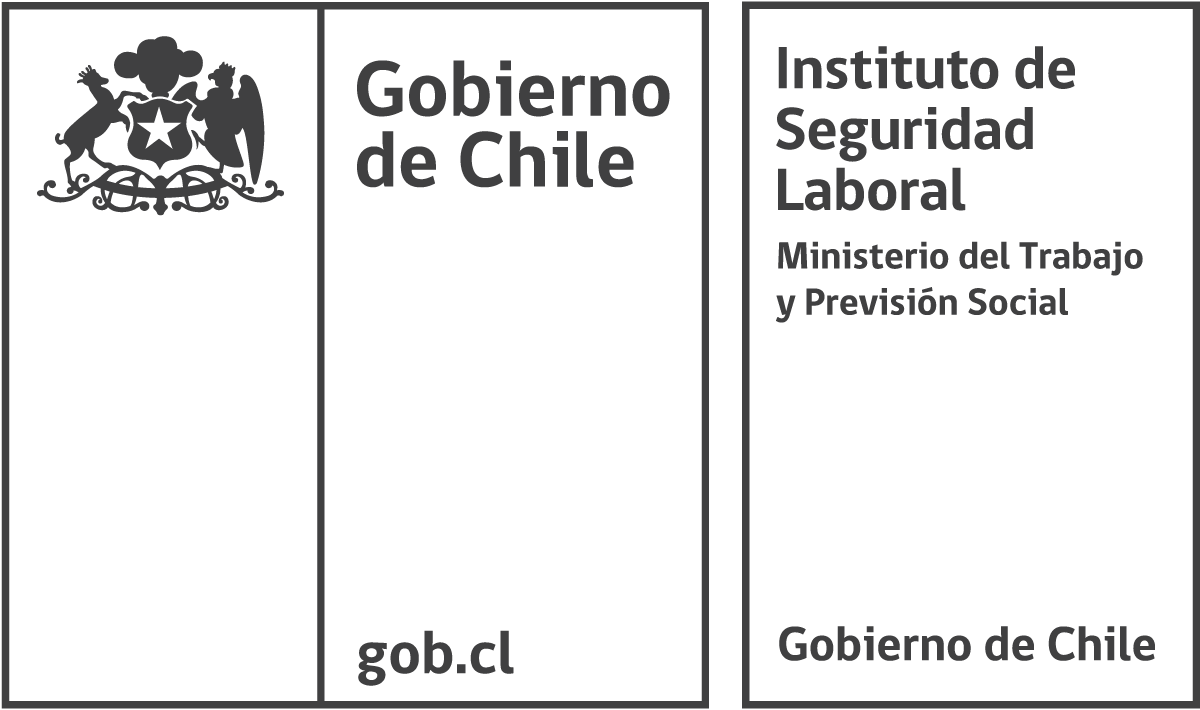 Gobierno
de Chile
gob.cl
Instituto de
Seguridad
Laboral
Ministerio del Trabajo
y Previsión Social
Gobierno de Chile